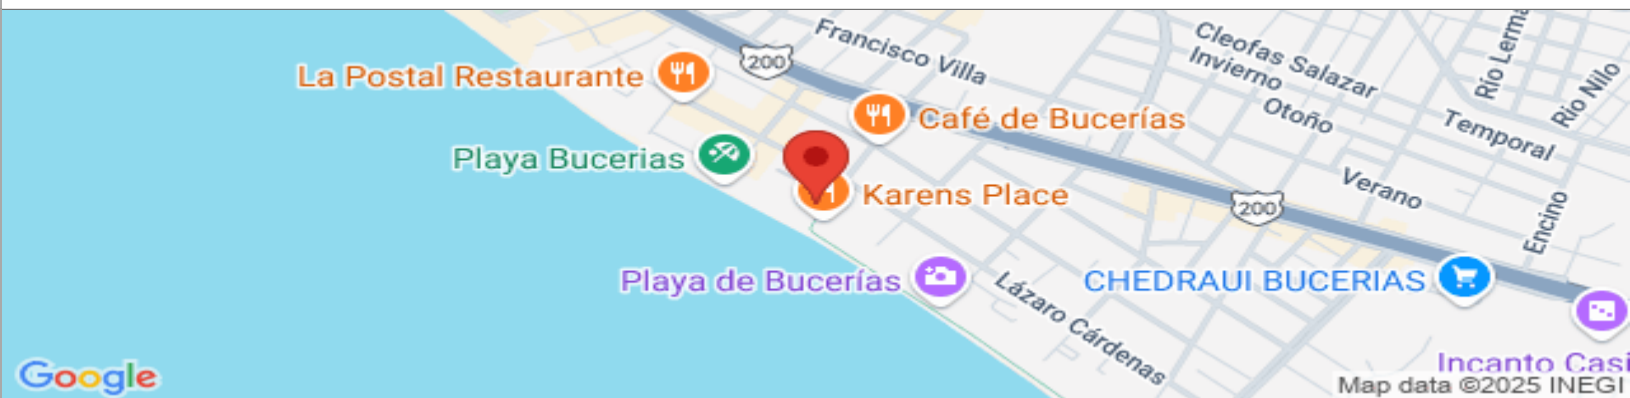 Francisco Villa
Cleofas Salazar
Invierno
Río Lerma
Río Nilo
200
La Postal Restaurante
Otoño
Café de Bucerías
Temporal
Playa Bucerias
Karens Place
Verano
200
Encino
Playa de Bucerías
Lázaro Cárdenas
CHEDRAUI BUCERIAS
Incanto Casi
Google
Map data ©2025 INEGI